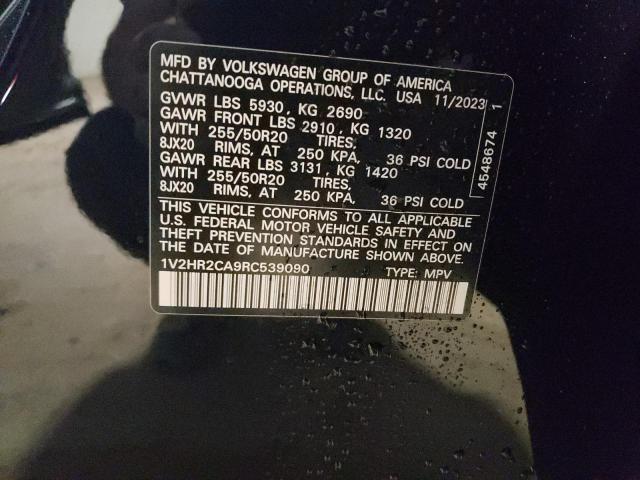 MFD BY VOLKSWAGEN GROUP OF AMERICA
CHATTANOOGA OPERATIONS, LLC. USA 11/2023
GVWR LBS 5930, KG 2690
GAWR FRONT LBS 2910, KG 1320
WITH 255/50R20 TIRES,
8JX20 RIMS, AT 250 KPA, 36 PSI COLD
GAWR REAR LBS 3131, KG 1420
WITH 255/50R20 TIRES,
8JX20 RIMS, AT 250 KPA, 36 PSI COLD
THIS VEHICLE CONFORMS TO ALL APPLICABLE
U.S. FEDERAL MOTOR VEHICLE SAFETY AND
THEFT PREVENTION STANDARDS IN EFFECT ON
THE DATE OF MANUFACTURE SHOWN ABOVE.
1V2HR2CA9RC539090 TYPE: MPV
4548674 1